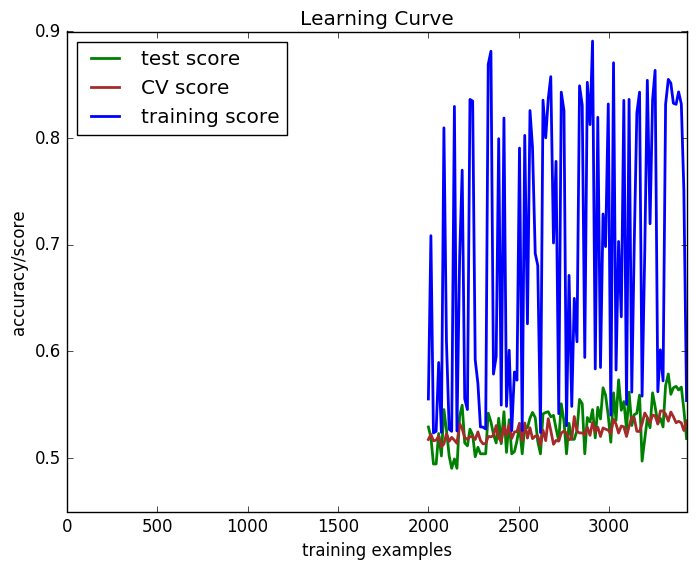 Learning Curve
0.9
test score
CV score
training score
0.8
0.7
accuracy/score
0.6
0.5
0 500 1000 1500 2000 2500 3000
training examples